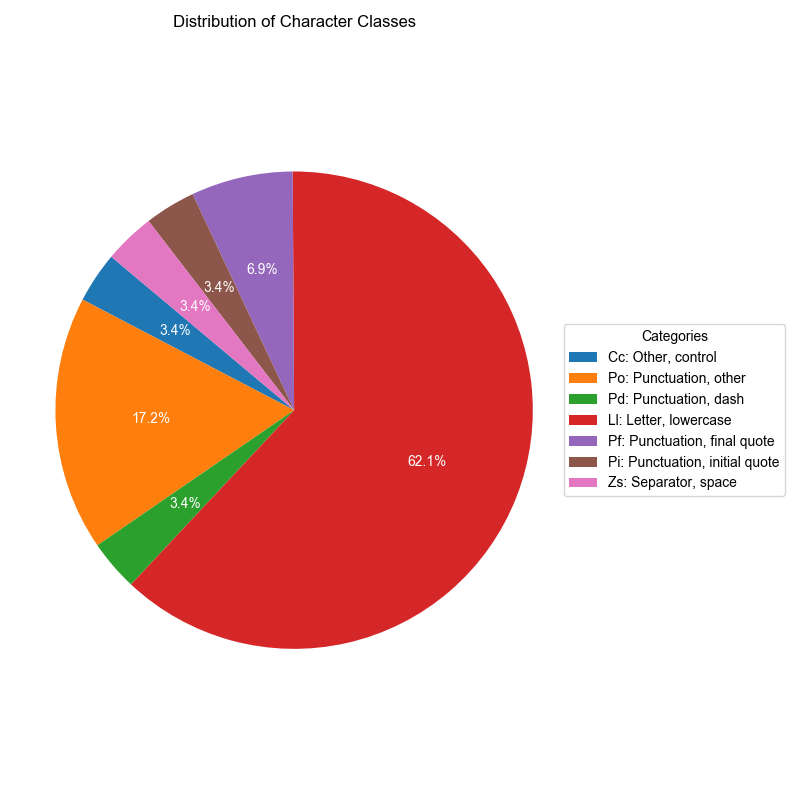 Distribution of Character Classes
6.9%
3.4%
3.4%
3.4%
17.2%
3.4%
62.1%
Categories
Cc: Other, control
Po: Punctuation, other
Pd: Punctuation, dash
Ll: Letter, lowercase
Pf: Punctuation, final quote
Pi: Punctuation, initial quote
Zs: Separator, space